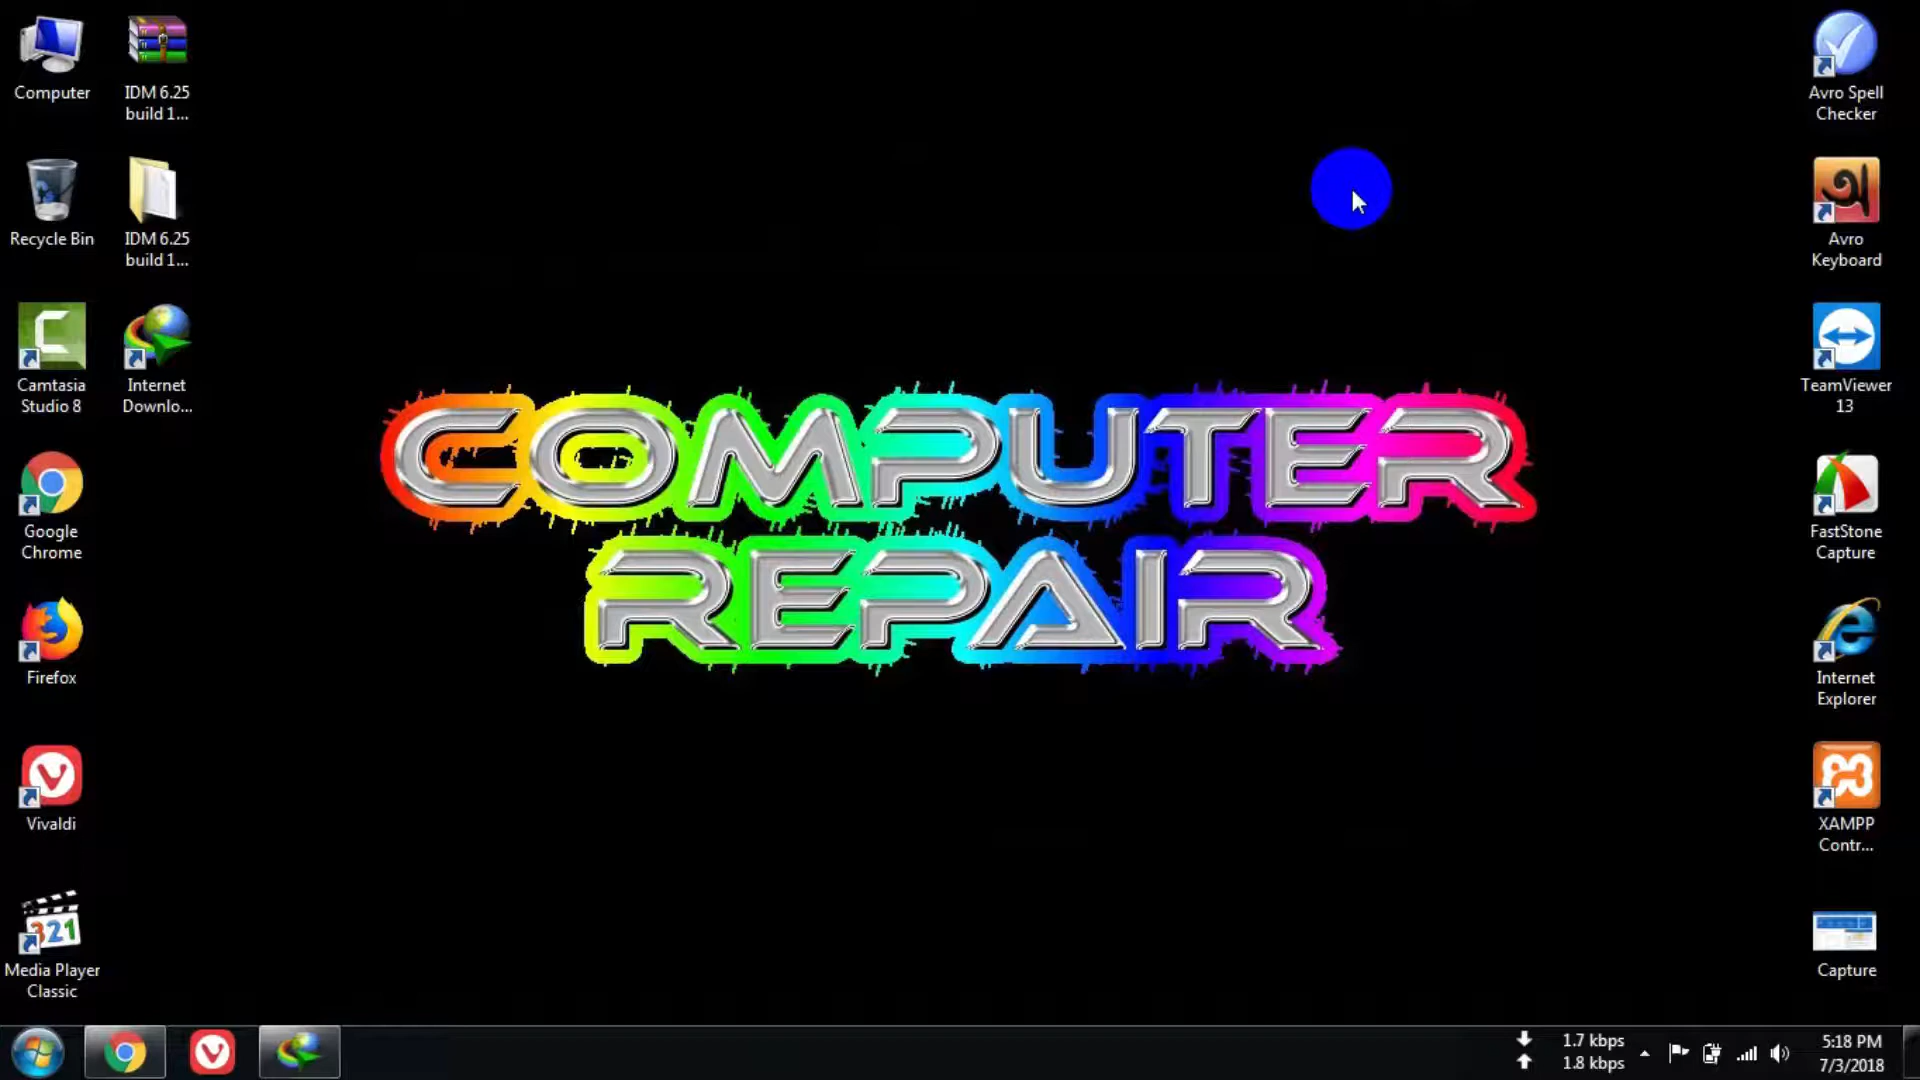 Computer
IDM 6.25
build 1...
Recycle Bin
IDM 6.25
build 1...
Camtasia
Studio 8
Internet
Downlo...
Google
Chrome
Firefox
Vivaldi
321
Media Player
Classic
COMPUTER
REPAIR
Avro Spell
Checker
অ
Avro
Keyboard
TeamViewer
13
FastStone
Capture
Internet
Explorer
XAMPP
Contr...
Capture
1.7 kbps
1.8 kbps
5:18 PM
7/3/2018